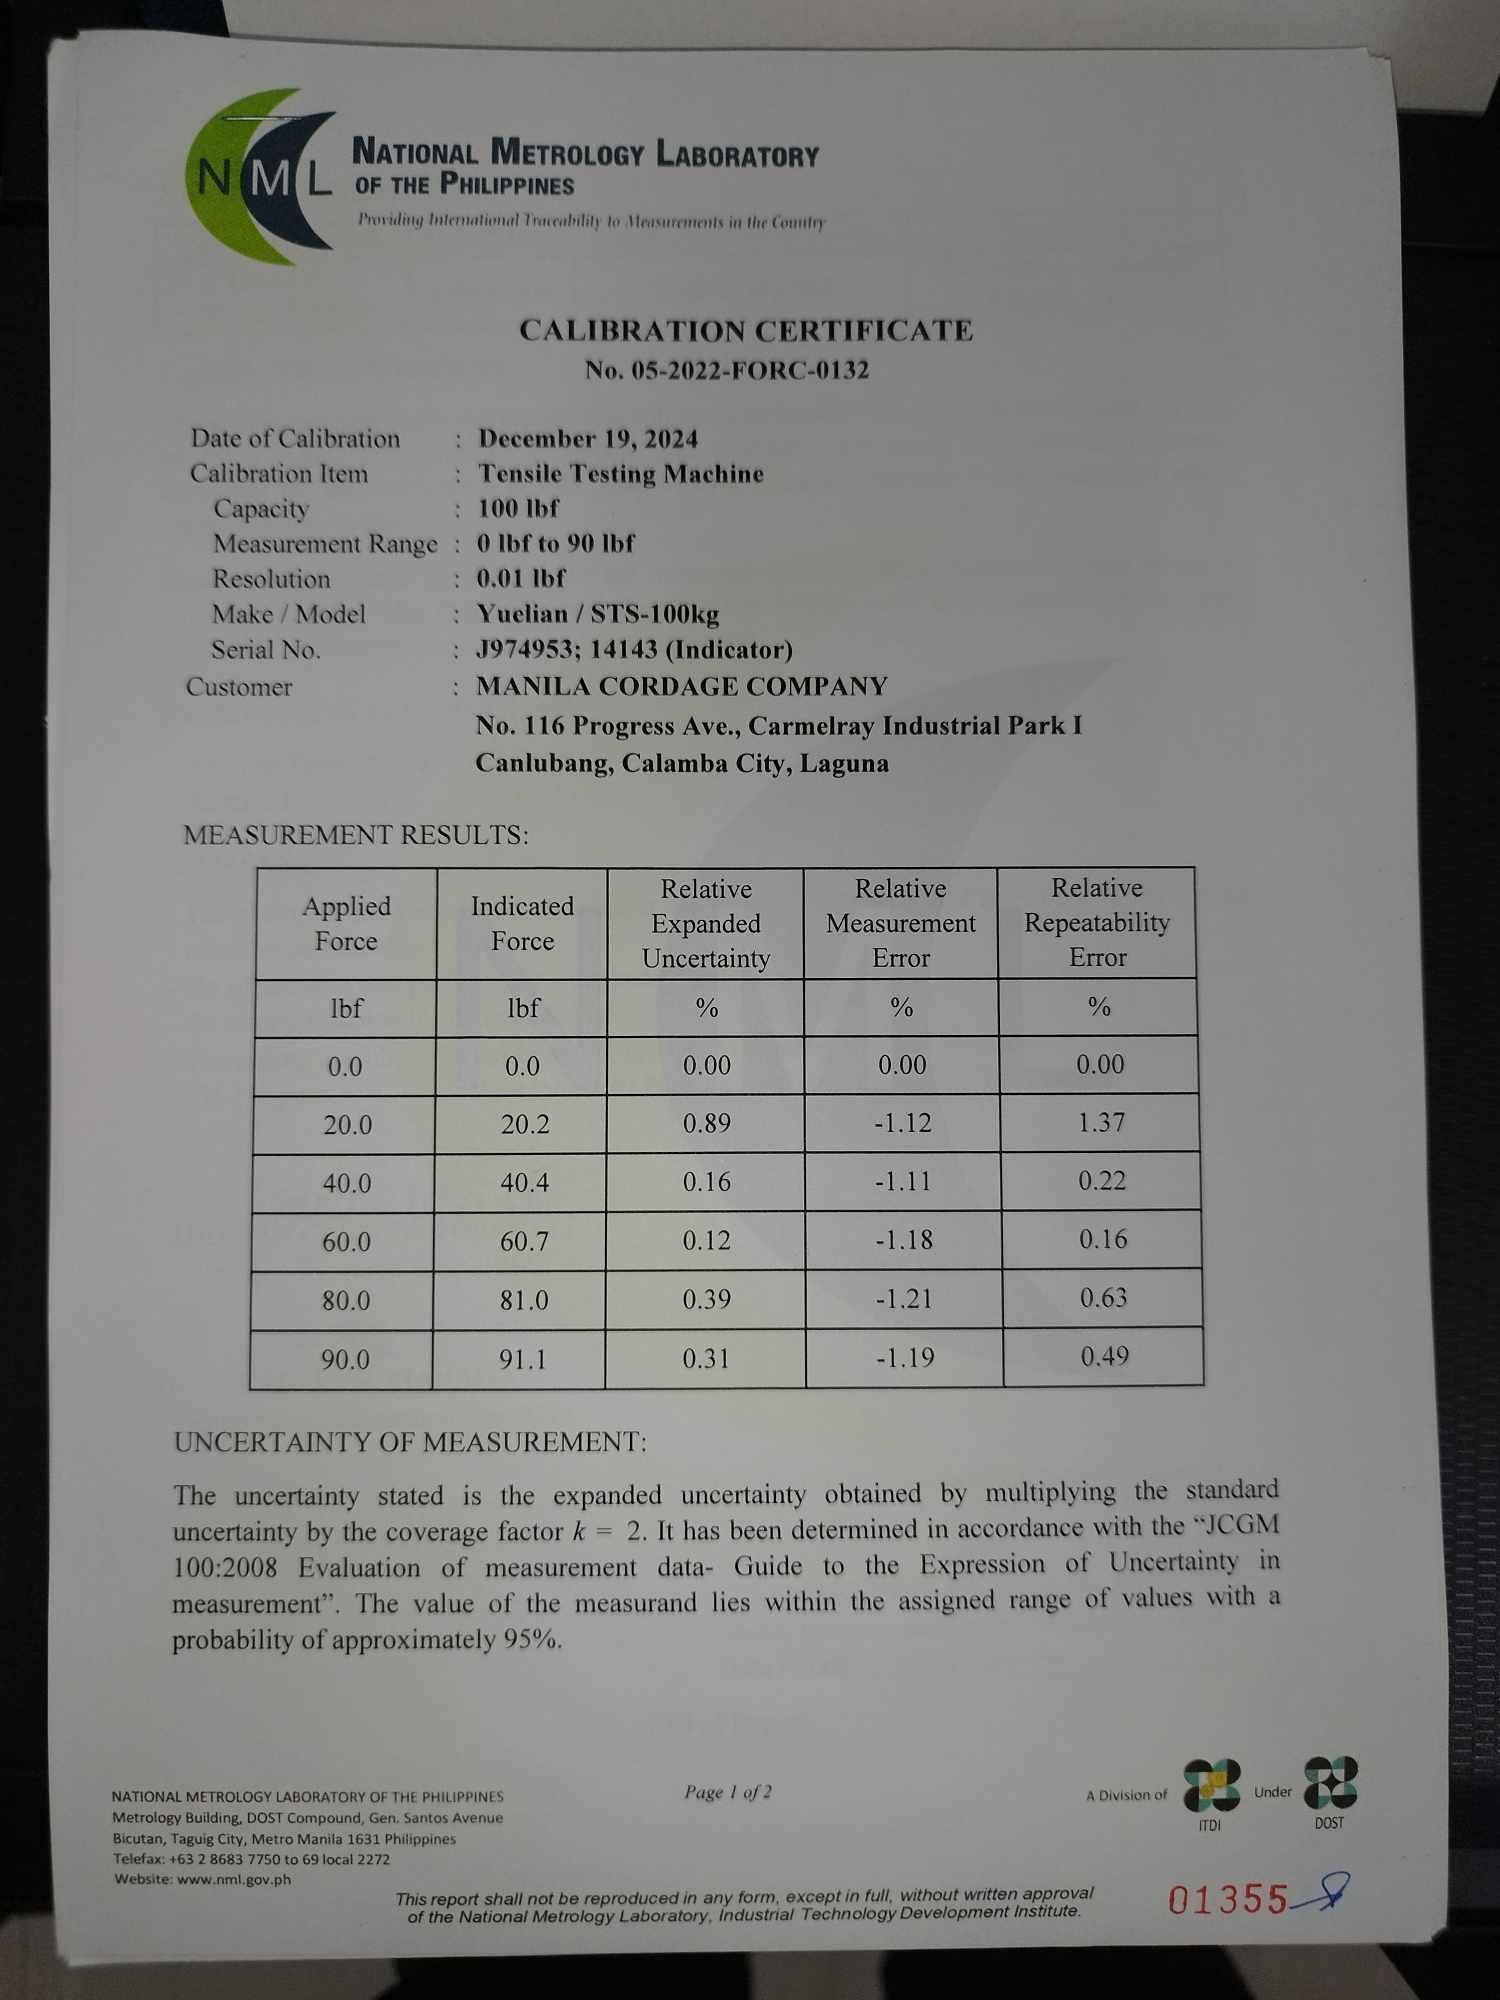 NML
NATIONAL METROLOGY LABORATORY
OF THE PHILIPPINES
Providing International Traceability to Measurements in the Country
CALIBRATION CERTIFICATE
No. 05-2022-FORC-0132
Date of Calibration : December 19, 2024
Calibration Item : Tensile Testing Machine
Capacity : 100 lbf
Measurement Range : 0 lbf to 90 lbf
Resolution : 0.01 lbf
Make / Model : Yuelian / STS-100kg
Serial No. : J974953; 14143 (Indicator)
Customer : MANILA CORDAGE COMPANY
No. 116 Progress Ave., Carmelray Industrial Park I
Canlubang, Calamba City, Laguna
MEASUREMENT RESULTS:
Applied Force Indicated Force Relative Expanded Uncertainty Relative Measurement Error Relative Repeatability Error
lbf lbf % % %
0.0 0.0 0.00 0.00 0.00
20.0 20.2 0.89 -1.12 1.37
40.0 40.4 0.16 -1.11 0.22
60.0 60.7 0.12 -1.18 0.16
80.0 81.0 0.39 -1.21 0.63
90.0 91.1 0.31 -1.19 0.49
UNCERTAINTY OF MEASUREMENT:
The uncertainty stated is the expanded uncertainty obtained by multiplying the standard
uncertainty by the coverage factor k = 2. It has been determined in accordance with the “JCGM
100:2008 Evaluation of measurement data- Guide to the Expression of Uncertainty in
measurement”. The value of the measurand lies within the assigned range of values with a
probability of approximately 95%.
NATIONAL METROLOGY LABORATORY OF THE PHILIPPINES
Metrology Building, DOST Compound, Gen. Santos Avenue
Bicutan, Taguig City, Metro Manila 1631 Philippines
Telefax: +63 2 8683 7750 to 69 local 2272
Website: www.nml.gov.ph
Page 1 of 2
A Division of ITDI Under DOST
This report shall not be reproduced in any form, except in full, without written approval
of the National Metrology Laboratory, Industrial Technology Development Institute.
01355